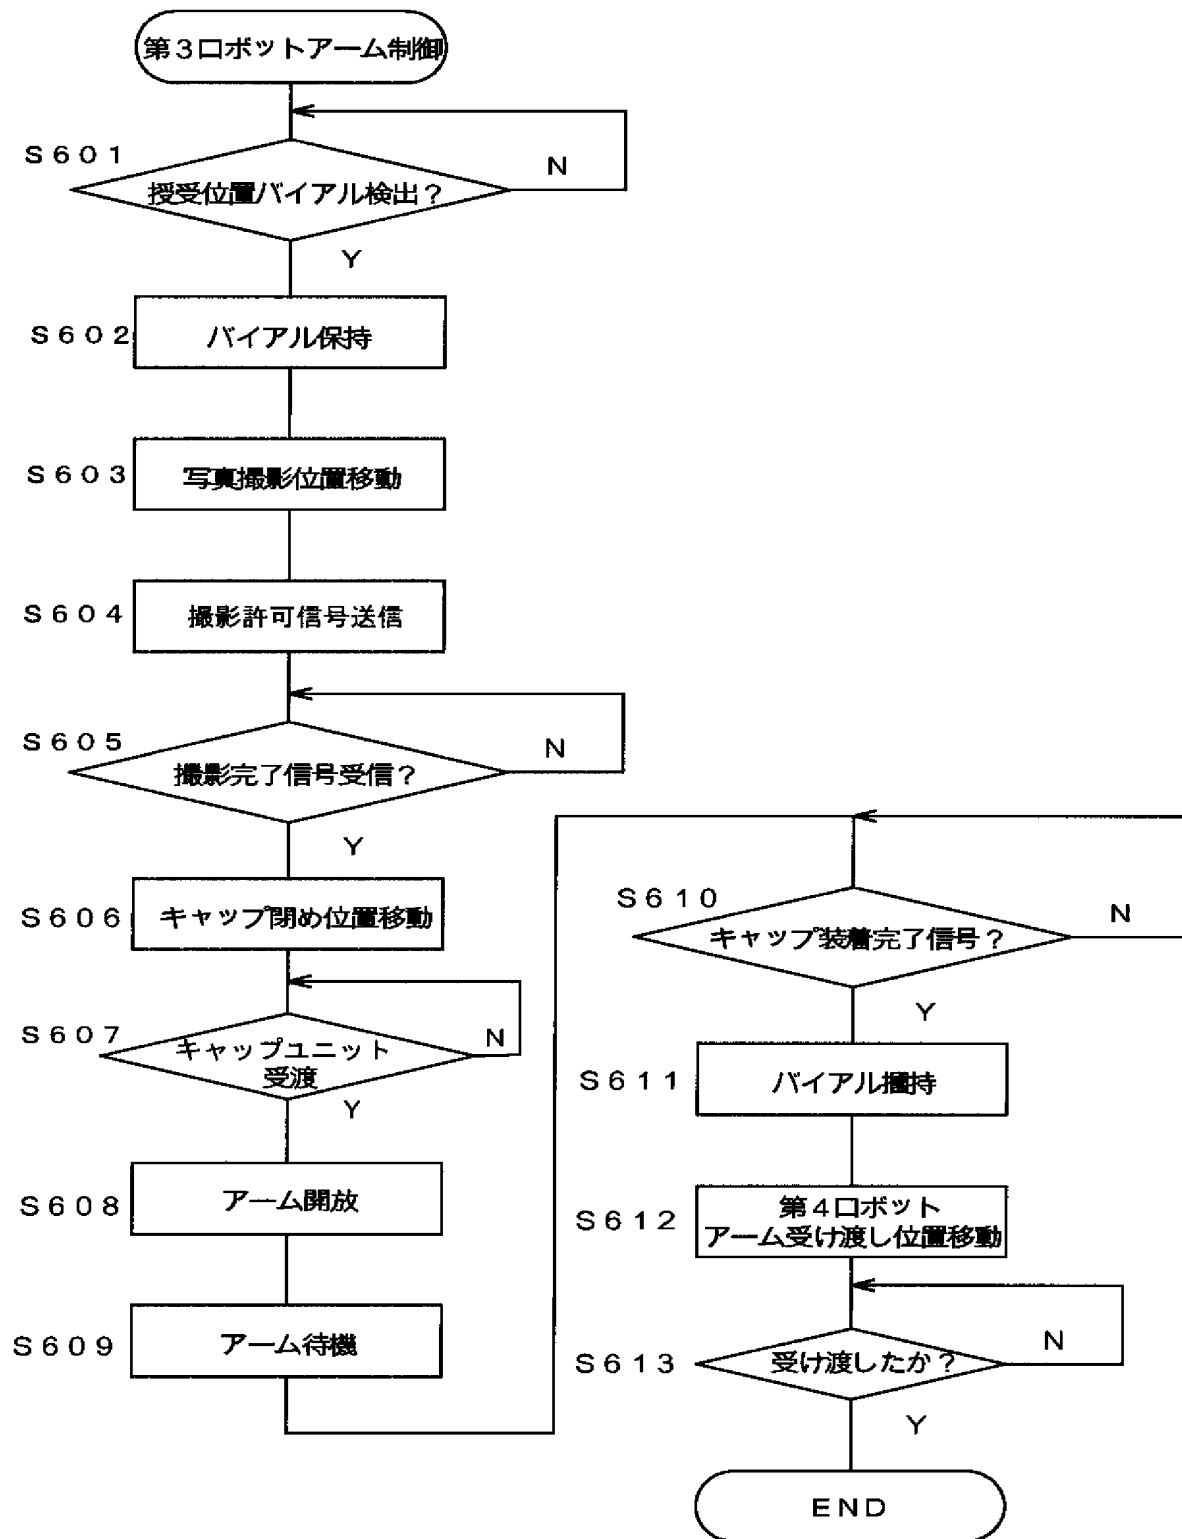 第３ロボットアーム制御
Ｓ６０１
授受位置バイアル検出？
Ｎ
Ｙ
Ｓ６０２
バイアル保持
Ｓ６０３
写真撮影位置移動
Ｓ６０４
撮影許可信号送信
Ｓ６０５
撮影完了信号受信？
Ｎ
Ｙ
Ｓ６０６
キャップ閉め位置移動
Ｓ６０７
キャップユニット
受渡
Ｎ
Ｙ
Ｓ６０８
アーム開放
Ｓ６０９
アーム待機
Ｓ６１０
キャップ装着完了信号？
Ｎ
Ｙ
Ｓ６１１
バイアル摑持
Ｓ６１２
第４ロボット
アーム受け渡し位置移動
Ｓ６１３
受け渡したか？
Ｎ
Ｙ
ＥＮＤ